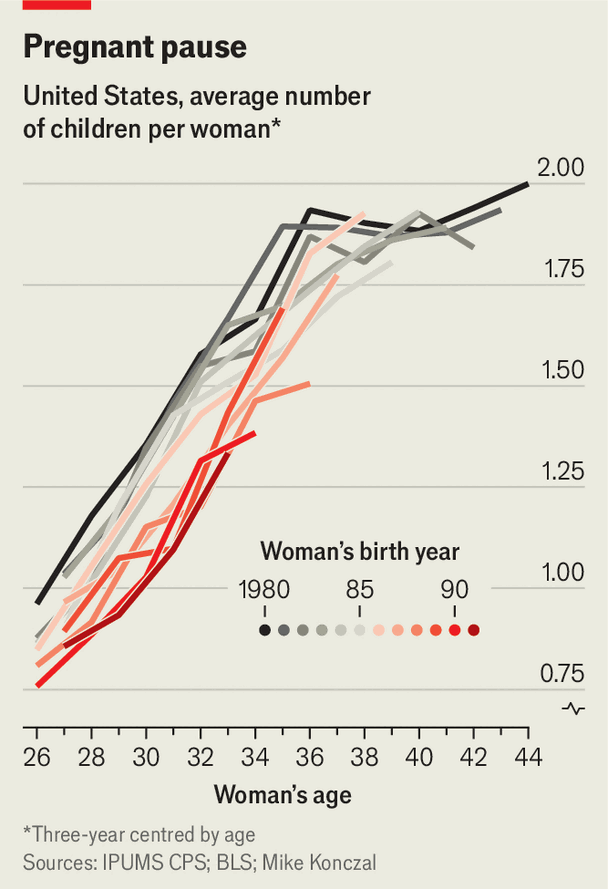 Pregnant pause
United States, average number
of children per woman*
2.00
1.75
1.50
1.25
1.00
0.75
Woman's birth year
1980 85 90
26 28 30 32 34 36 38 40 42 44
Woman's age
*Three-year centred by age
Sources: IPUMS CPS; BLS; Mike Konczal